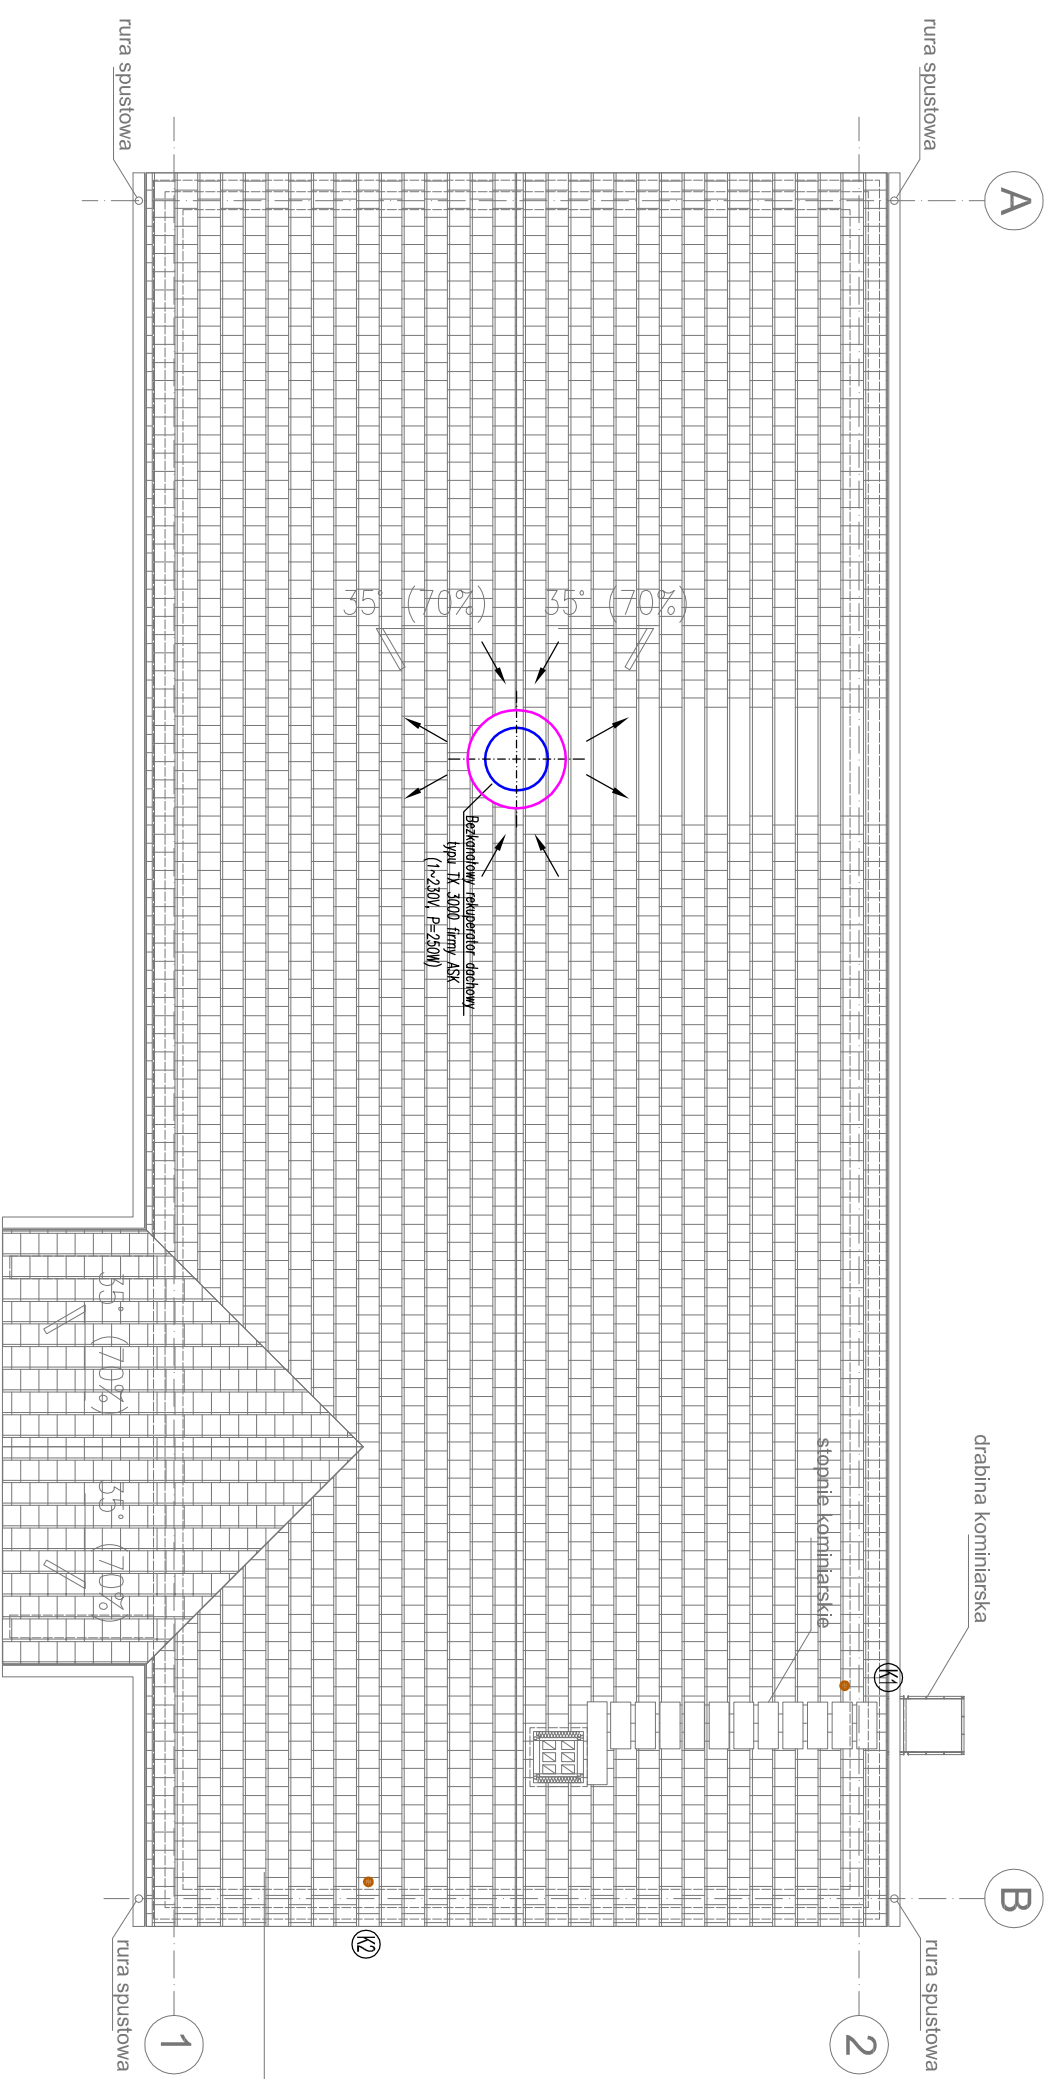 rura spustowa
rura spustowa
A
35° (70%)
35° (70%)
Bezkanałowy rekuperator dachowy
typu TX 3000 firmy ASK
(1~230V, P=250W)
35° (70%)
35° (70%)
drabina kominiarska
stopnie kominiarskie
K1
K2
B
rura spustowa
rura spustowa
1
2